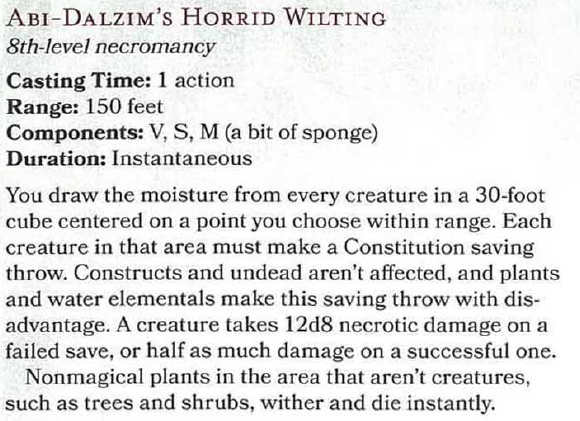 Abi-Dalzim's Horrid Wilting
8th-level necromancy
Casting Time: 1 action
Range: 150 feet
Components: V, S, M (a bit of sponge)
Duration: Instantaneous
You draw the moisture from every creature in a 30-foot
cube centered on a point you choose within range. Each
creature in that area must make a Constitution saving
throw. Constructs and undead aren't affected, and plants
and water elementals make this saving throw with dis-
advantage. A creature takes 12d8 necrotic damage on a
failed save, or half as much damage on a successful one.
Nonmagical plants in the area that aren't creatures,
such as trees and shrubs, wither and die instantly.